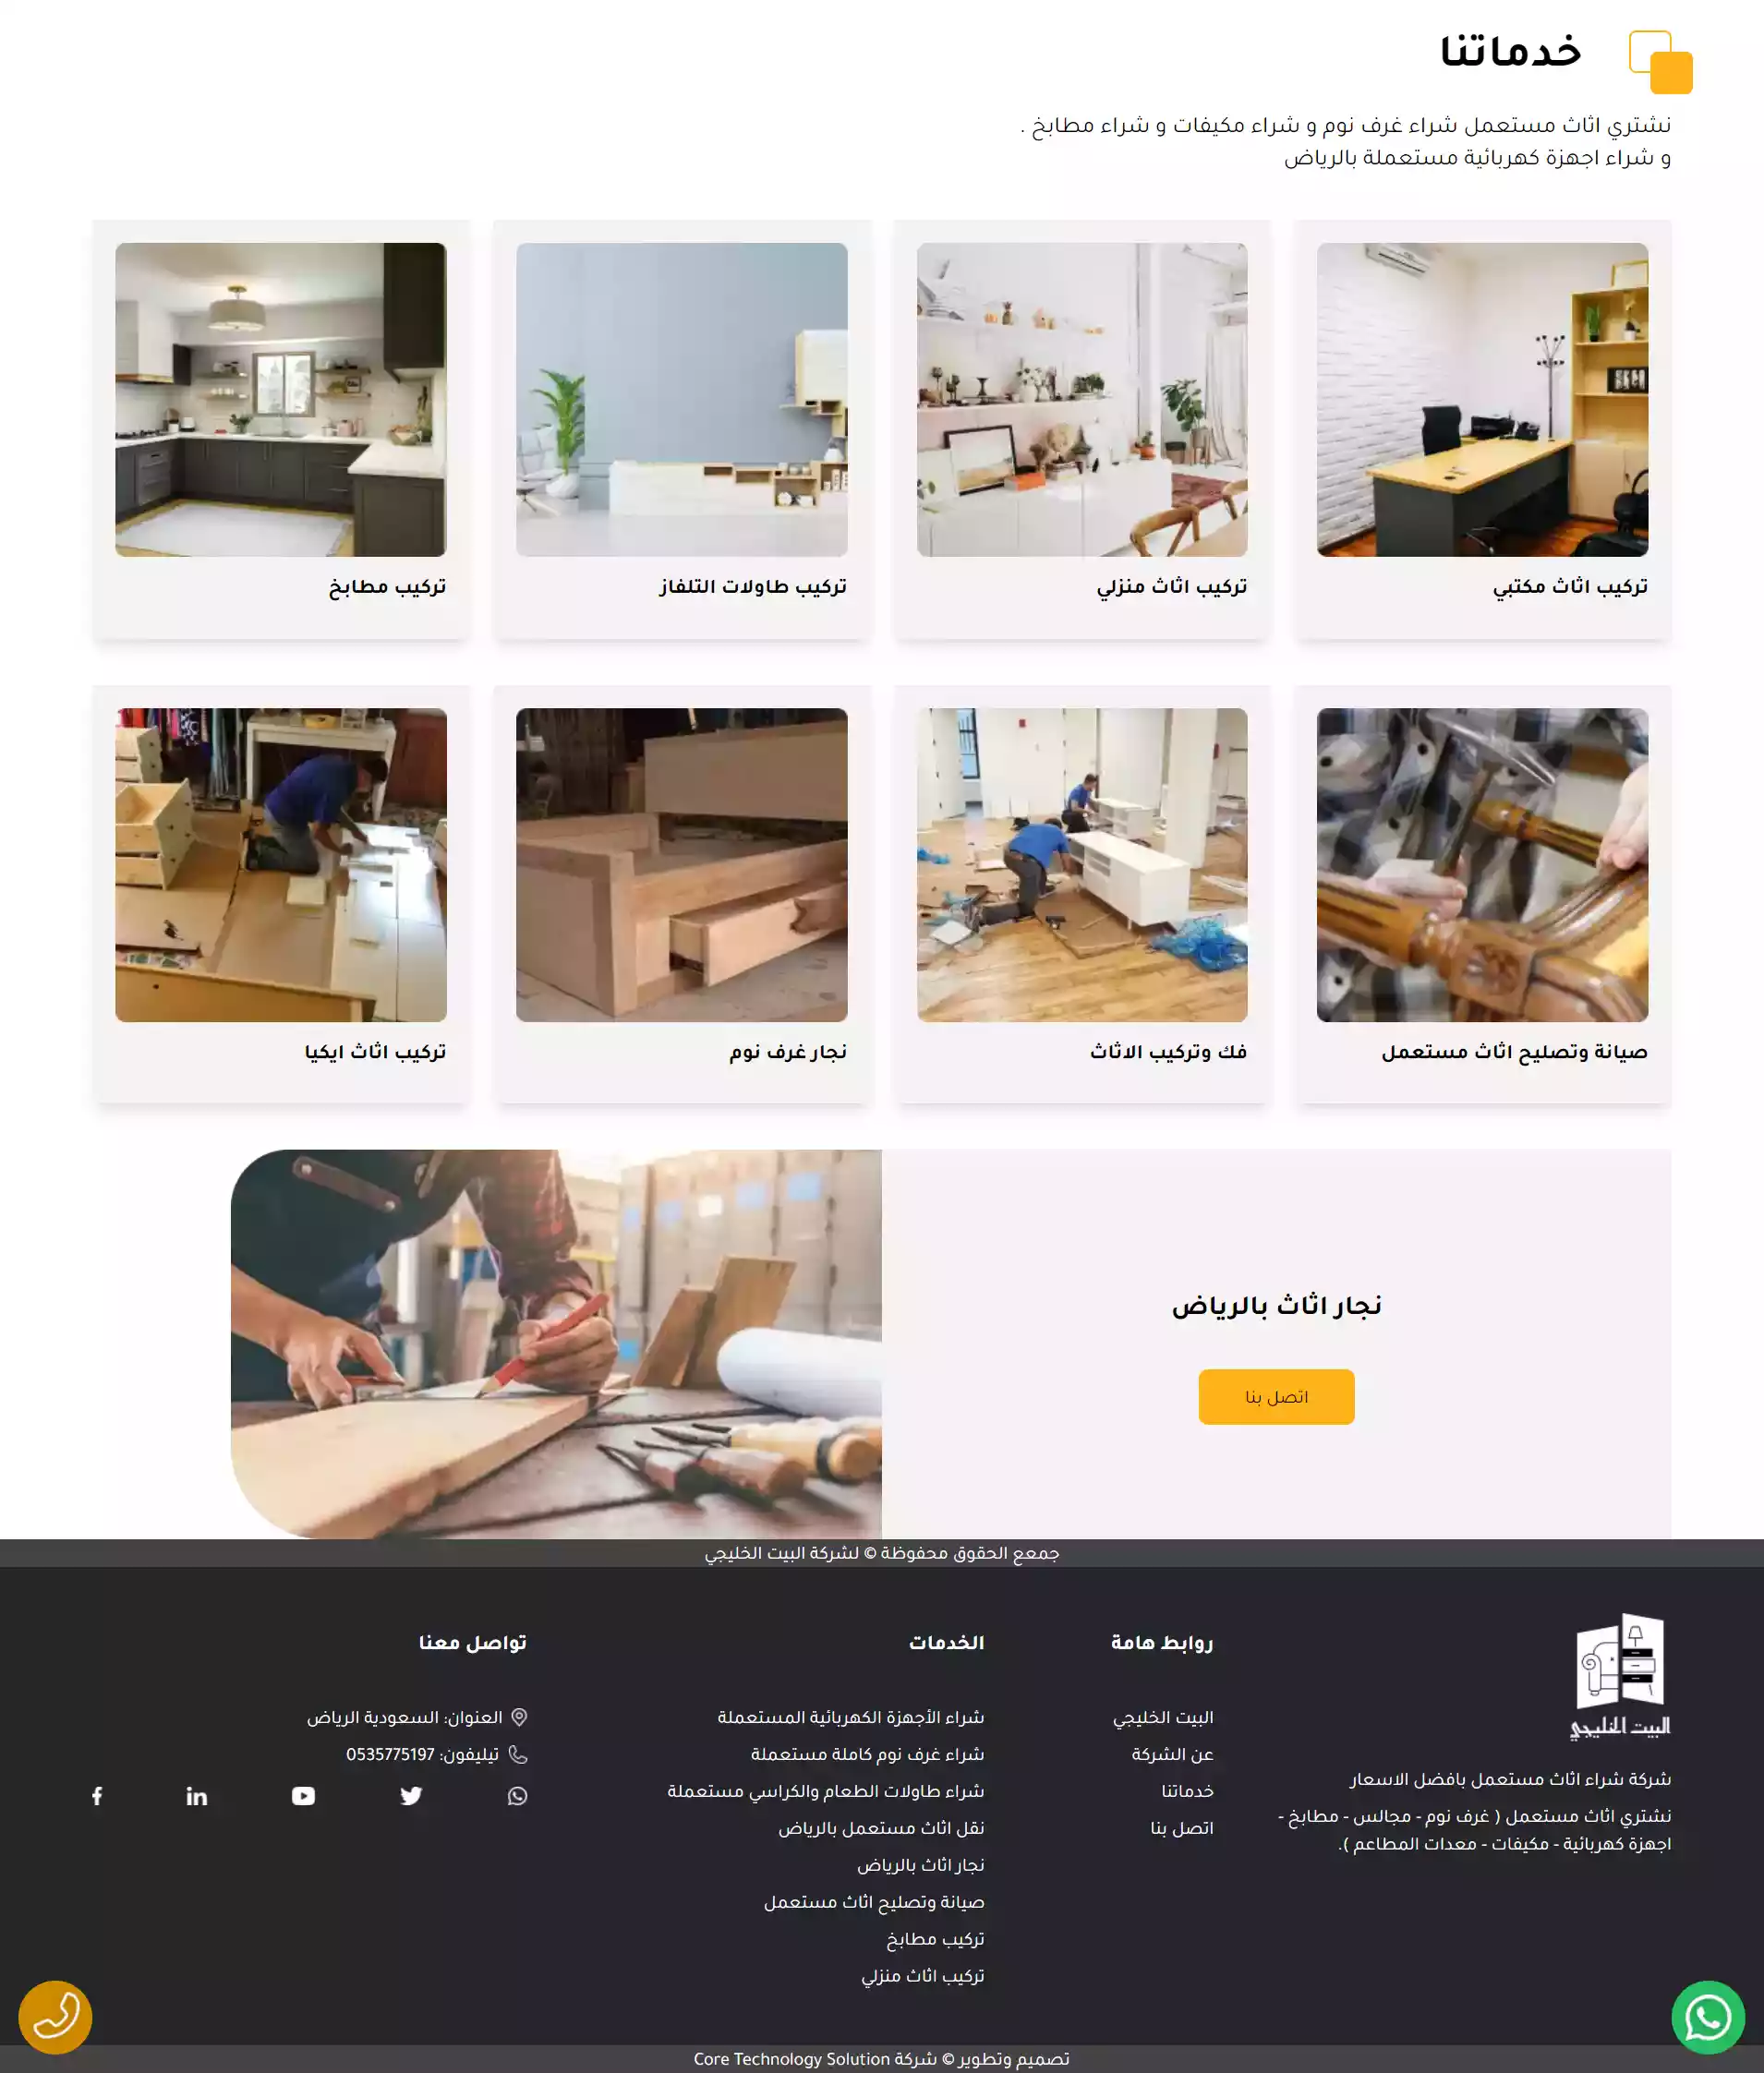 خدماتنا
نشتري اثاث مستعمل شراء غرف نوم و شراء مكيفات و شراء مطابخ .
و شراء اجهزة كهربائية مستعملة بالرياض
تركيب اثاث مكتبي
تركيب اثاث منزلي
تركيب طاولات التلفاز
تركيب مطابخ
صيانة وتصليح اثاث مستعمل
فك وتركيب الاثاث
نجار غرف نوم
تركيب اثاث ايكيا
نجار اثاث بالرياض
اتصل بنا
جمعع الحقوق محفوظة © لشركة البيت الخليجي
البيت الخليجي
شركة شراء اثاث مستعمل بافضل الاسعار
نشتري اثاث مستعمل ( غرف نوم - مجالس - مطابخ -
اجهزة كهربائية - مكيفات - معدات المطاعم ).
روابط هامة
البيت الخليجي
عن الشركة
خدماتنا
اتصل بنا
الخدمات
شراء الأجهزة الكهربائية المستعملة
شراء غرف نوم كاملة مستعملة
شراء طاولات الطعام والكراسي مستعملة
نقل اثاث مستعمل بالرياض
نجار اثاث بالرياض
صيانة وتصليح اثاث مستعمل
تركيب مطابخ
تركيب اثاث منزلي
تواصل معنا
العنوان: السعودية الرياض
تيليفون: 0535775197
تصميم وتطوير © شركة Core Technology Solution